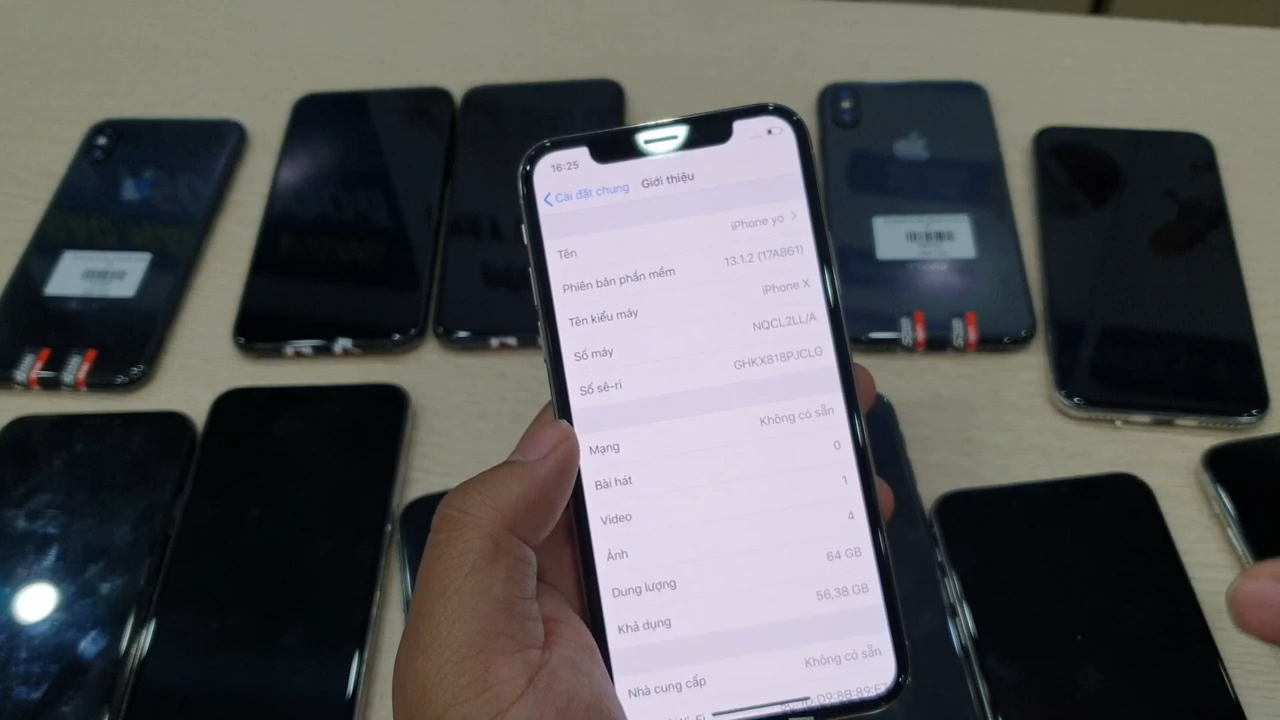 16:25
Cài đặt chung Giới thiệu
Tên iPhone yo
Phiên bản phần mềm 13.1.2 (17A861)
Tên kiểu máy iPhone X
Số máy NQCL2LL/A
Số sê-ri GHKX818PJCLG
Mạng Không có sẵn
Bài hát 0
Video 1
Ảnh 4
Dung lượng 64 GB
Khả dụng 56,38 GB
Nhà cung cấp Không có sẵn